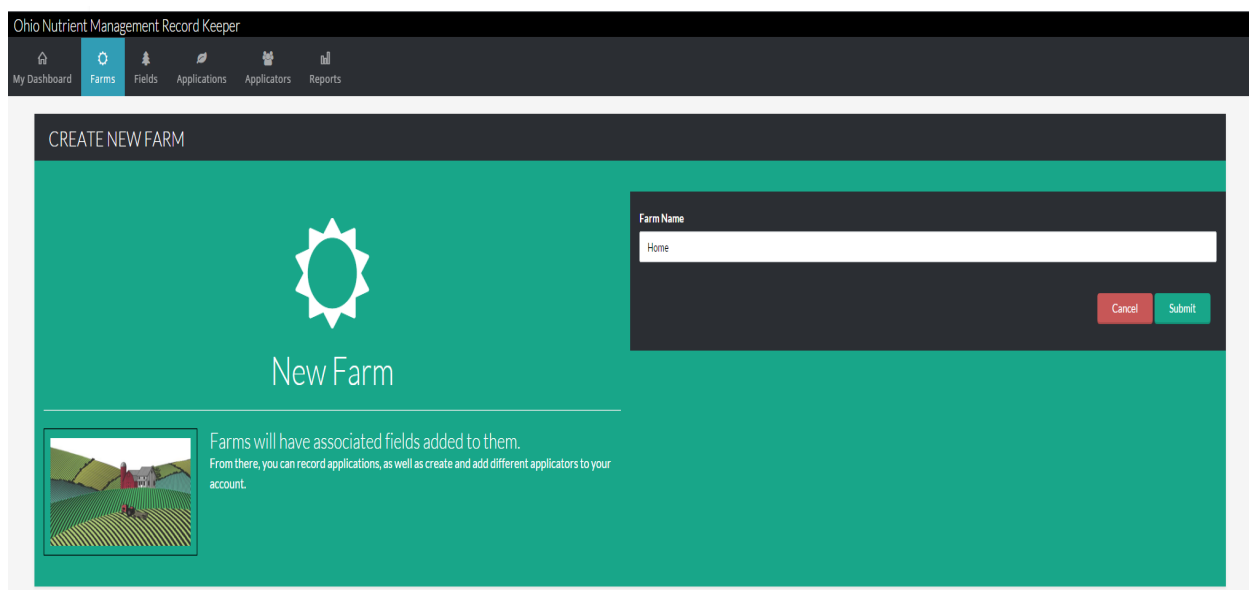 Ohio Nutrient Management Record Keeper
My Dashboard Farms Fields Applications Applicators Reports
CREATE NEW FARM
New Farm
Farms will have associated fields added to them.
From there, you can record applications, as well as create and add different applicators to your
account.
Farm Name
Home
Cancel Submit